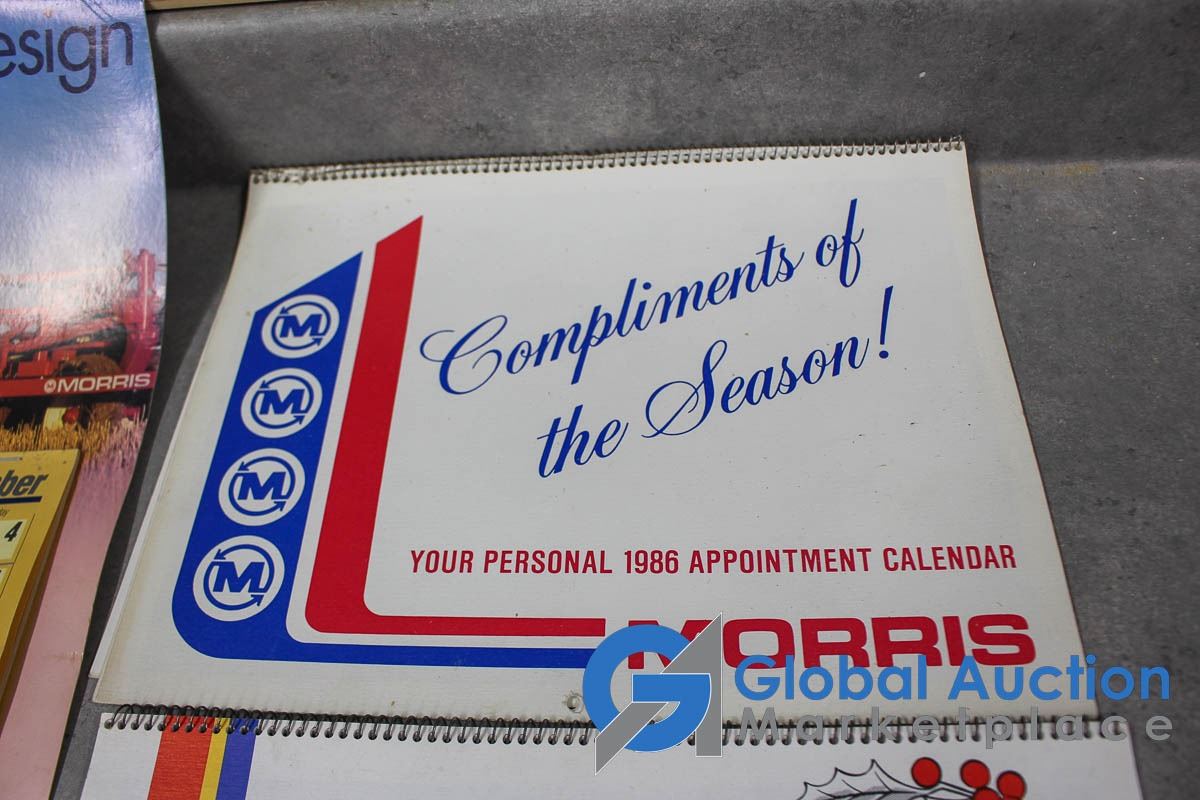 esign
MORRIS
ber
4
M
M
M
M
Compliments of
the Season!
YOUR PERSONAL 1986 APPOINTMENT CALENDAR
MORRIS
Global Auction
Marketplace